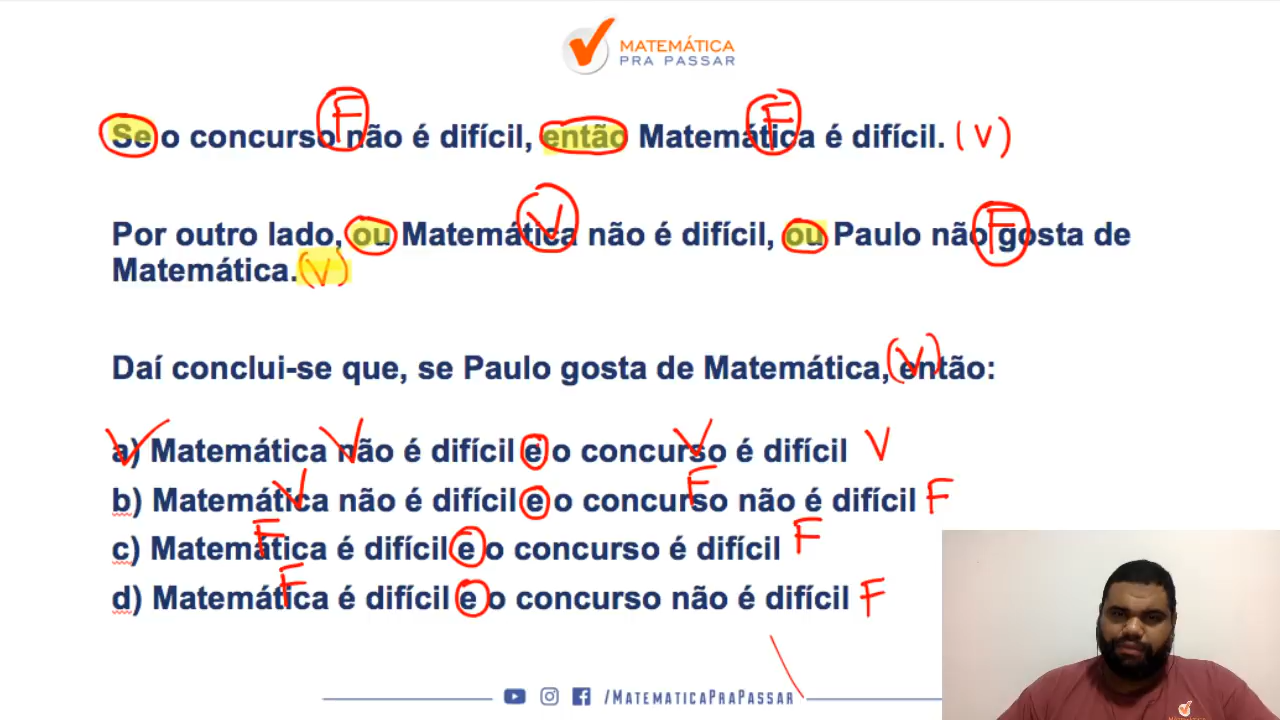 MATEMÁTICA
PRA PASSAR
F F
Se o concurso não é difícil, então Matemática é difícil. (V)
V F
Por outro lado, ou Matemática não é difícil, ou Paulo não gosta de
Matemática. (V)
Daí conclui-se que, se Paulo gosta de Matemática, (V) então:
V V
a) Matemática não é difícil e o concurso é difícil V
V F
b) Matemática não é difícil e o concurso não é difícil F
F
c) Matemática é difícil e o concurso é difícil F
F
d) Matemática é difícil e o concurso não é difícil F
/MATEMATICAPRAPASSAR